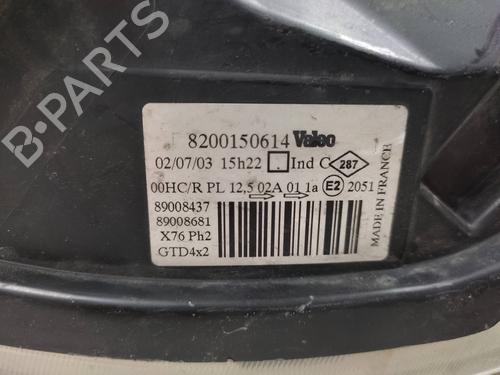 8200150614 Valeo
02/07/03 15h22 Ind C 287
00HC/R PL 12,5 02A 01 1a E2 2051
89008437
89008681
X76 Ph2
GTD4x2
MADE IN FRANCE
B-PARTS